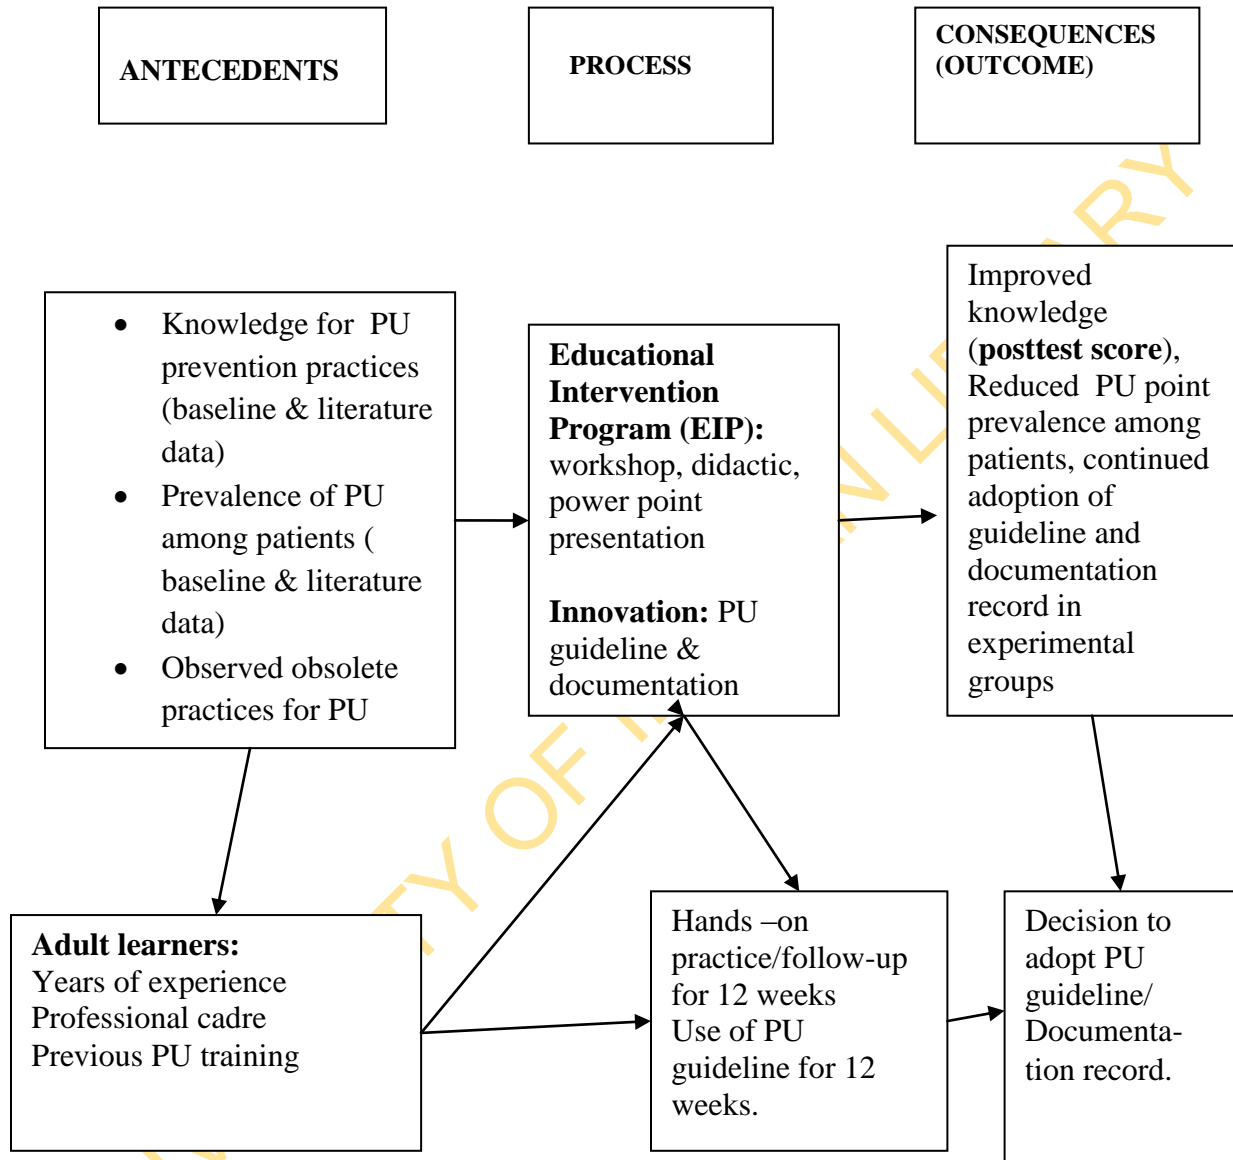 ANTECEDENTS
PROCESS
CONSEQUENCES
(OUTCOME)
• Knowledge for PU
prevention practices
(baseline & literature
data)
• Prevalence of PU
among patients (
baseline & literature
data)
• Observed obsolete
practices for PU
Educational
Intervention
Program (EIP):
workshop, didactic,
power point
presentation
Innovation: PU
guideline &
documentation
Improved
knowledge
(posttest score),
Reduced PU point
prevalence among
patients, continued
adoption of
guideline and
documentation
record in
experimental
groups
Adult learners:
Years of experience
Professional cadre
Previous PU training
Hands –on
practice/follow-up
for 12 weeks
Use of PU
guideline for 12
weeks.
Decision to
adopt PU
guideline/
Documenta-
tion record.